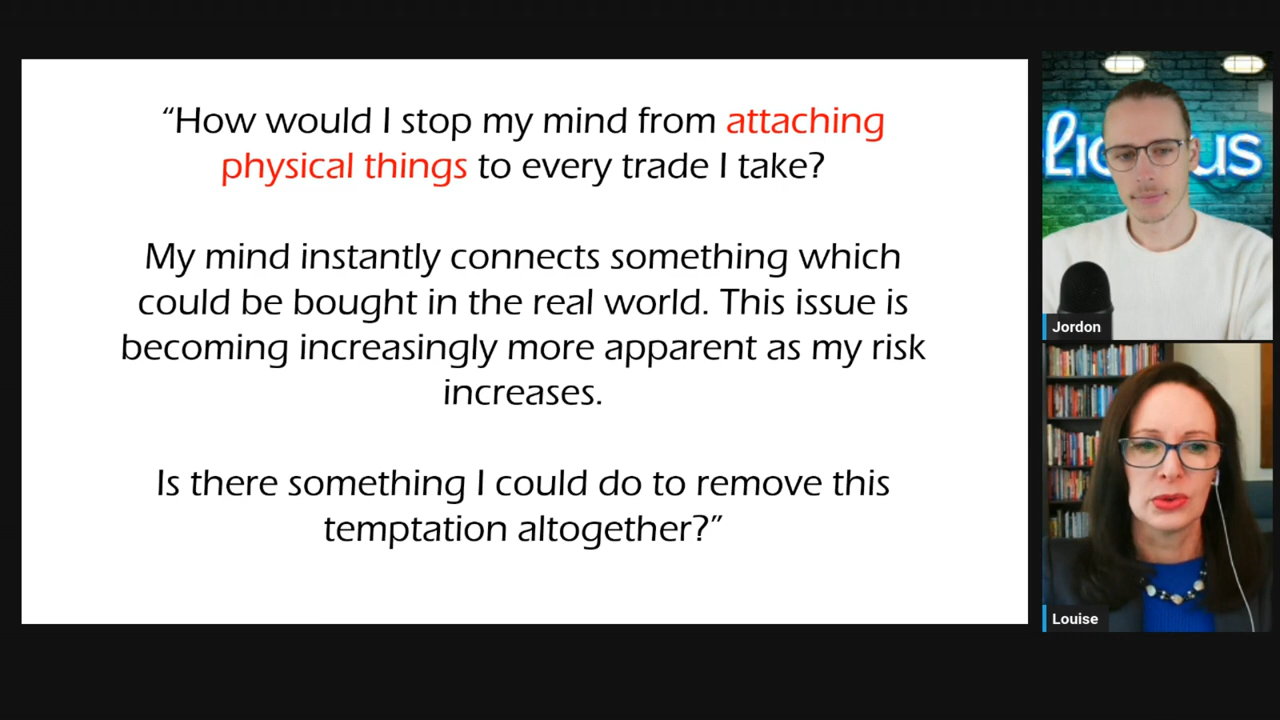 “How would I stop my mind from attaching
physical things to every trade I take?
My mind instantly connects something which
could be bought in the real world. This issue is
becoming increasingly more apparent as my risk
increases.
Is there something I could do to remove this
temptation altogether?”
Jordon
Louise